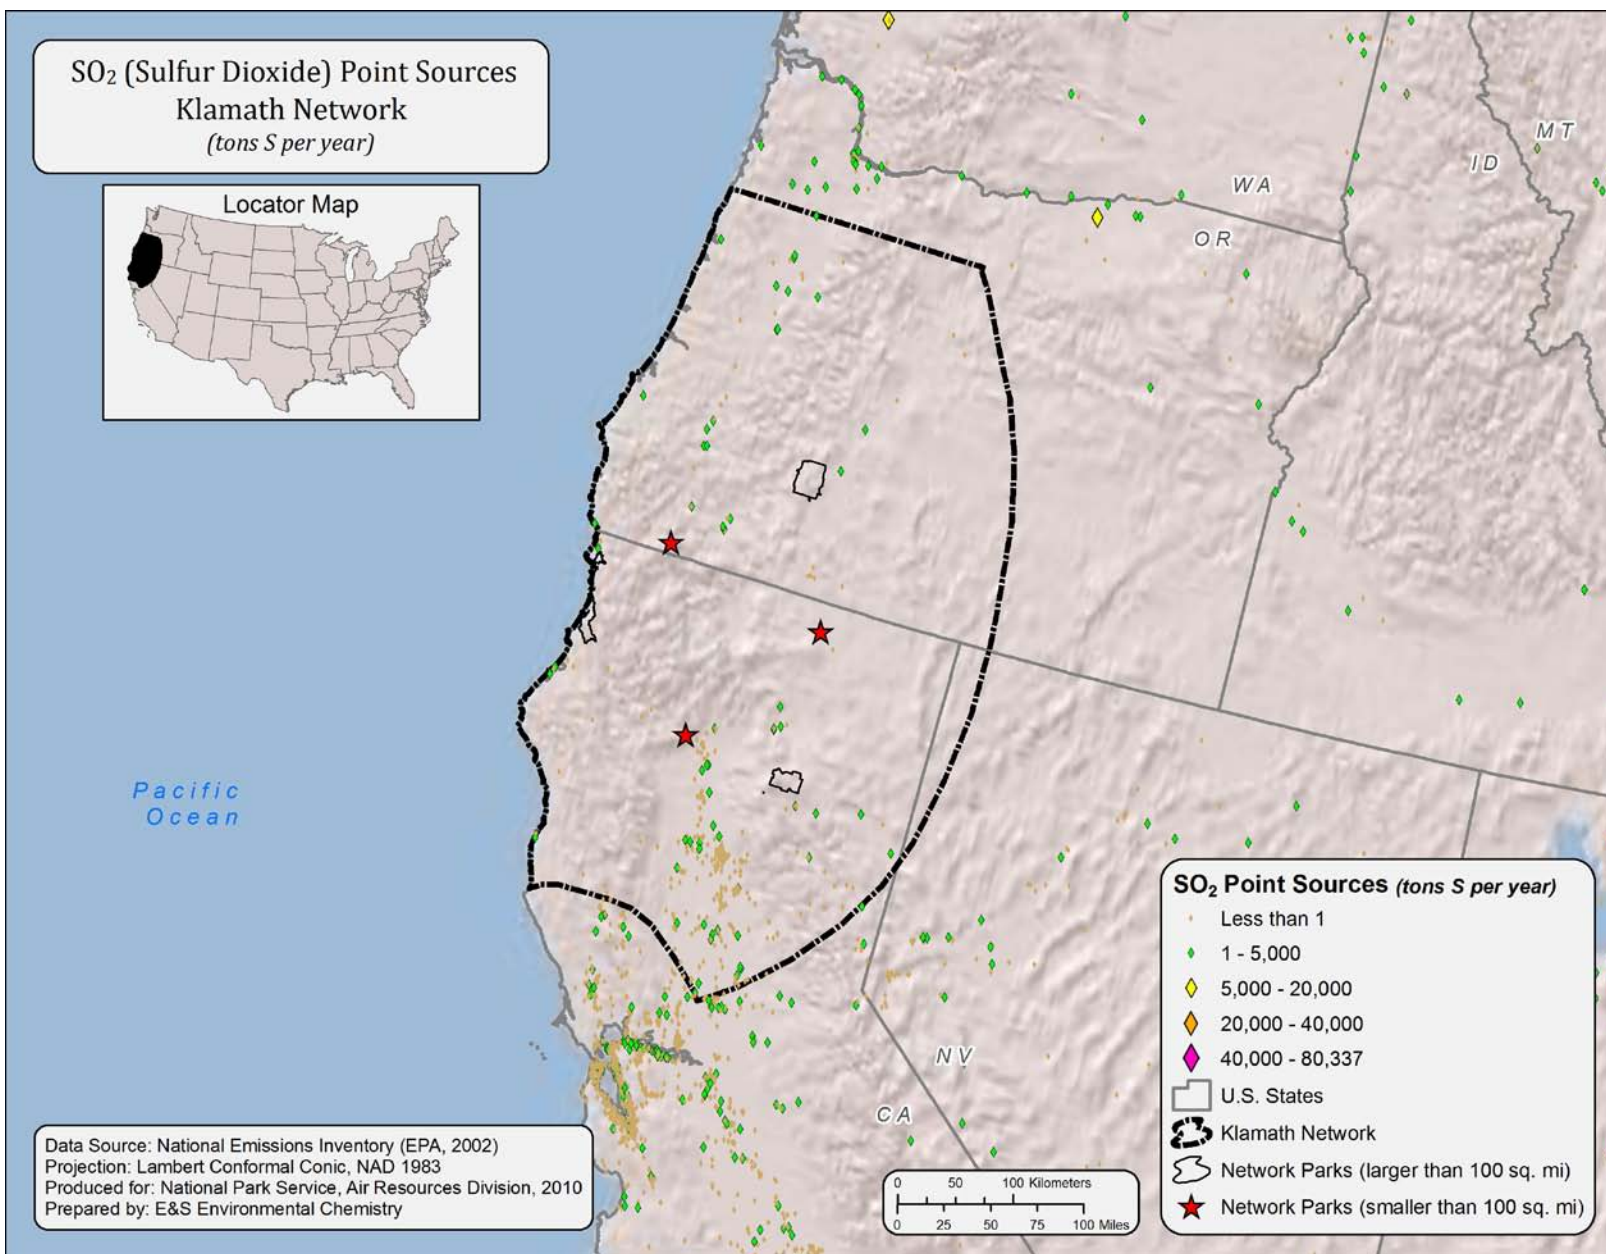 SO₂ (Sulfur Dioxide) Point Sources
Klamath Network
(tons S per year)
Locator Map
MT
ID
WA
OR
Pacific
Ocean
NV
CA
SO₂ Point Sources (tons S per year)
Less than 1
1 - 5,000
5,000 - 20,000
20,000 - 40,000
40,000 - 80,337
U.S. States
Klamath Network
Network Parks (larger than 100 sq. mi)
Network Parks (smaller than 100 sq. mi)
Data Source: National Emissions Inventory (EPA, 2002)
Projection: Lambert Conformal Conic, NAD 1983
Produced for: National Park Service, Air Resources Division, 2010
Prepared by: E&S Environmental Chemistry
0 50 100 Kilometers
0 25 50 75 100 Miles